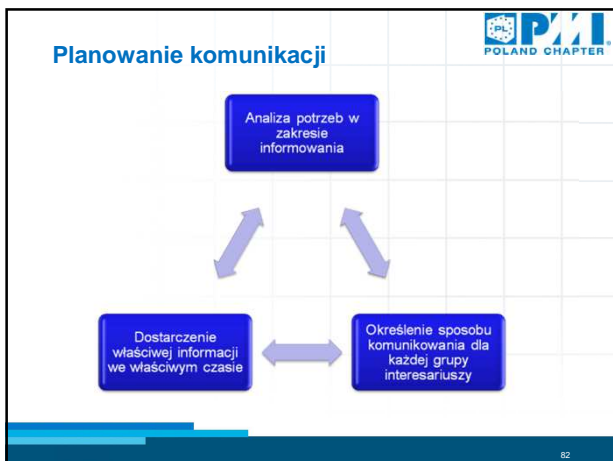 Planowanie komunikacji
PL PMI®
POLAND CHAPTER
Analiza potrzeb w
zakresie
informowania
Dostarczenie
właściwej informacji
we właściwym czasie
Określenie sposobu
komunikowania dla
każdej grupy
interesariuszy
82